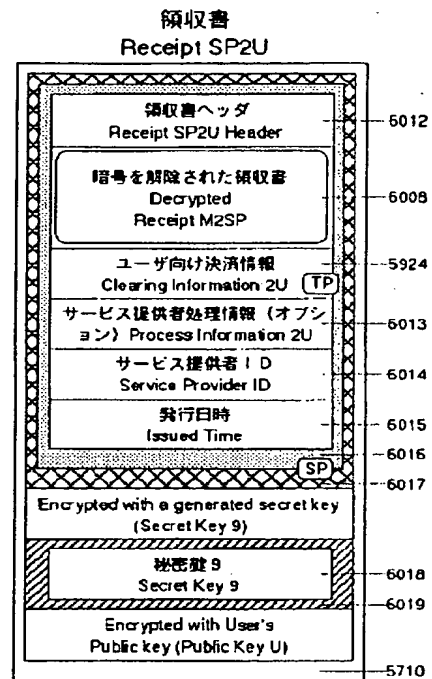 領収書
Receipt SP2U
領収書ヘッダ
Receipt SP2U Header
6012
暗号を解除された領収書
Decrypted
Receipt M2SP
6008
ユーザ向け決済情報
Clearing Information 2U
TP
5924
サービス提供者処理情報（オプシ
ョン）Process Information 2U
6013
サービス提供者ＩＤ
Service Provider ID
6014
発行日時
Issued Time
6015
6016
SP
6017
Encrypted with a generated secret key
(Secret Key 9)
秘密鍵 9
Secret Key 9
6018
6019
Encrypted with User's
Public key (Public Key U)
5710